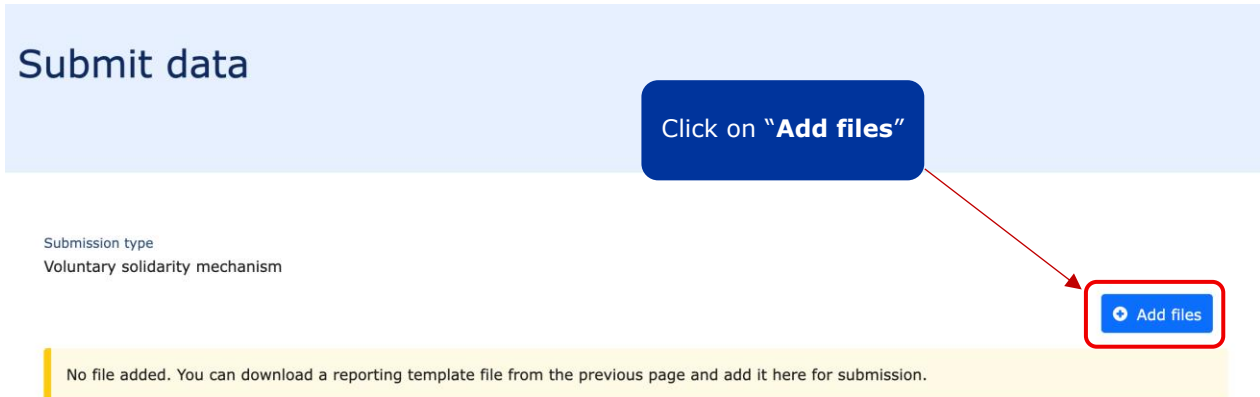 Submit data
Click on “Add files”
Submission type
Voluntary solidarity mechanism
Add files
No file added. You can download a reporting template file from the previous page and add it here for submission.